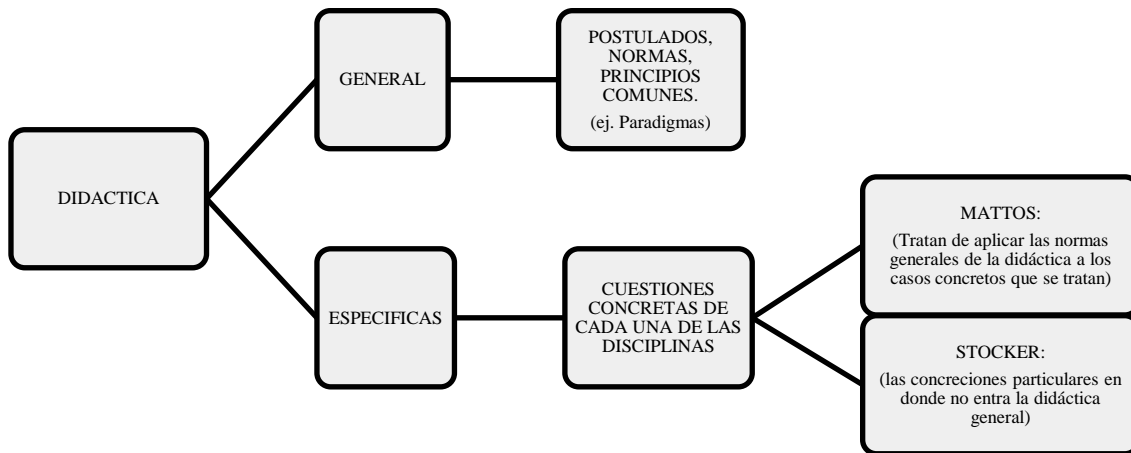 DIDACTICA
GENERAL
POSTULADOS,
NORMAS,
PRINCIPIOS
COMUNES.
(ej. Paradigmas)
ESPECIFICAS
CUESTIONES
CONCRETAS DE
CADA UNA DE LAS
DISCIPLINAS
MATTOS:
(Tratan de aplicar las normas
generales de la didáctica a los
casos concretos que se tratan)
STOCKER:
(las concreciones particulares en
donde no entra la didáctica
general)